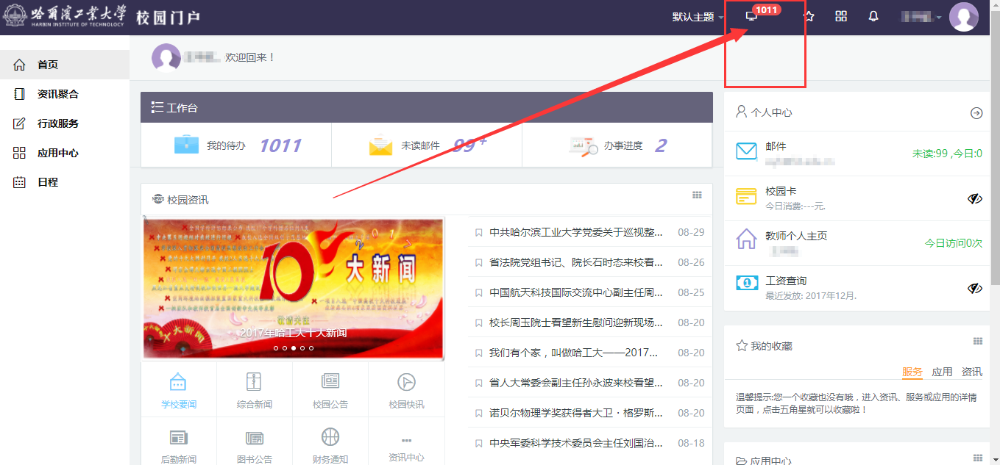 哈尔滨工业大学
HARBIN INSTITUTE OF TECHNOLOGY
校园门户
默认主题
1011
首页
资讯聚合
行政服务
应用中心
日程
欢迎回来！
工作台
我的待办 1011
未读邮件 99+
办事进度 2
NEWS 校园资讯
大新闻
敬请关注
十大新闻
2017年哈工大十大新闻
学校要闻
综合新闻
校园公告
校园快讯
后勤新闻
图书公告
财务通知
资讯中心
中共哈尔滨工业大学党委关于巡视整... 08-29
省法院党组书记、院长石时态来校看... 08-26
中国航天科技国际交流中心副主任周... 08-25
校长周玉院士看望新生慰问迎新现场... 08-20
我们有个家，叫做哈工大——2017... 08-20
省人大常委会副主任孙永波来校看望... 08-20
诺贝尔物理学奖获得者大卫·格罗斯... 08-20
中央军委科学技术委员会主任刘国治... 08-18
个人中心
邮件
未读:99 ,今日:0
校园卡
今日消费:---元.
教师个人主页
今日访问0次
工资查询
最近发放: 2017年12月.
我的收藏
服务 应用 资讯
温馨提示:您一个收藏也没有哦，进入资讯、服务或应用的详情
页面，点击五角星就可以收藏啦！
应用中心